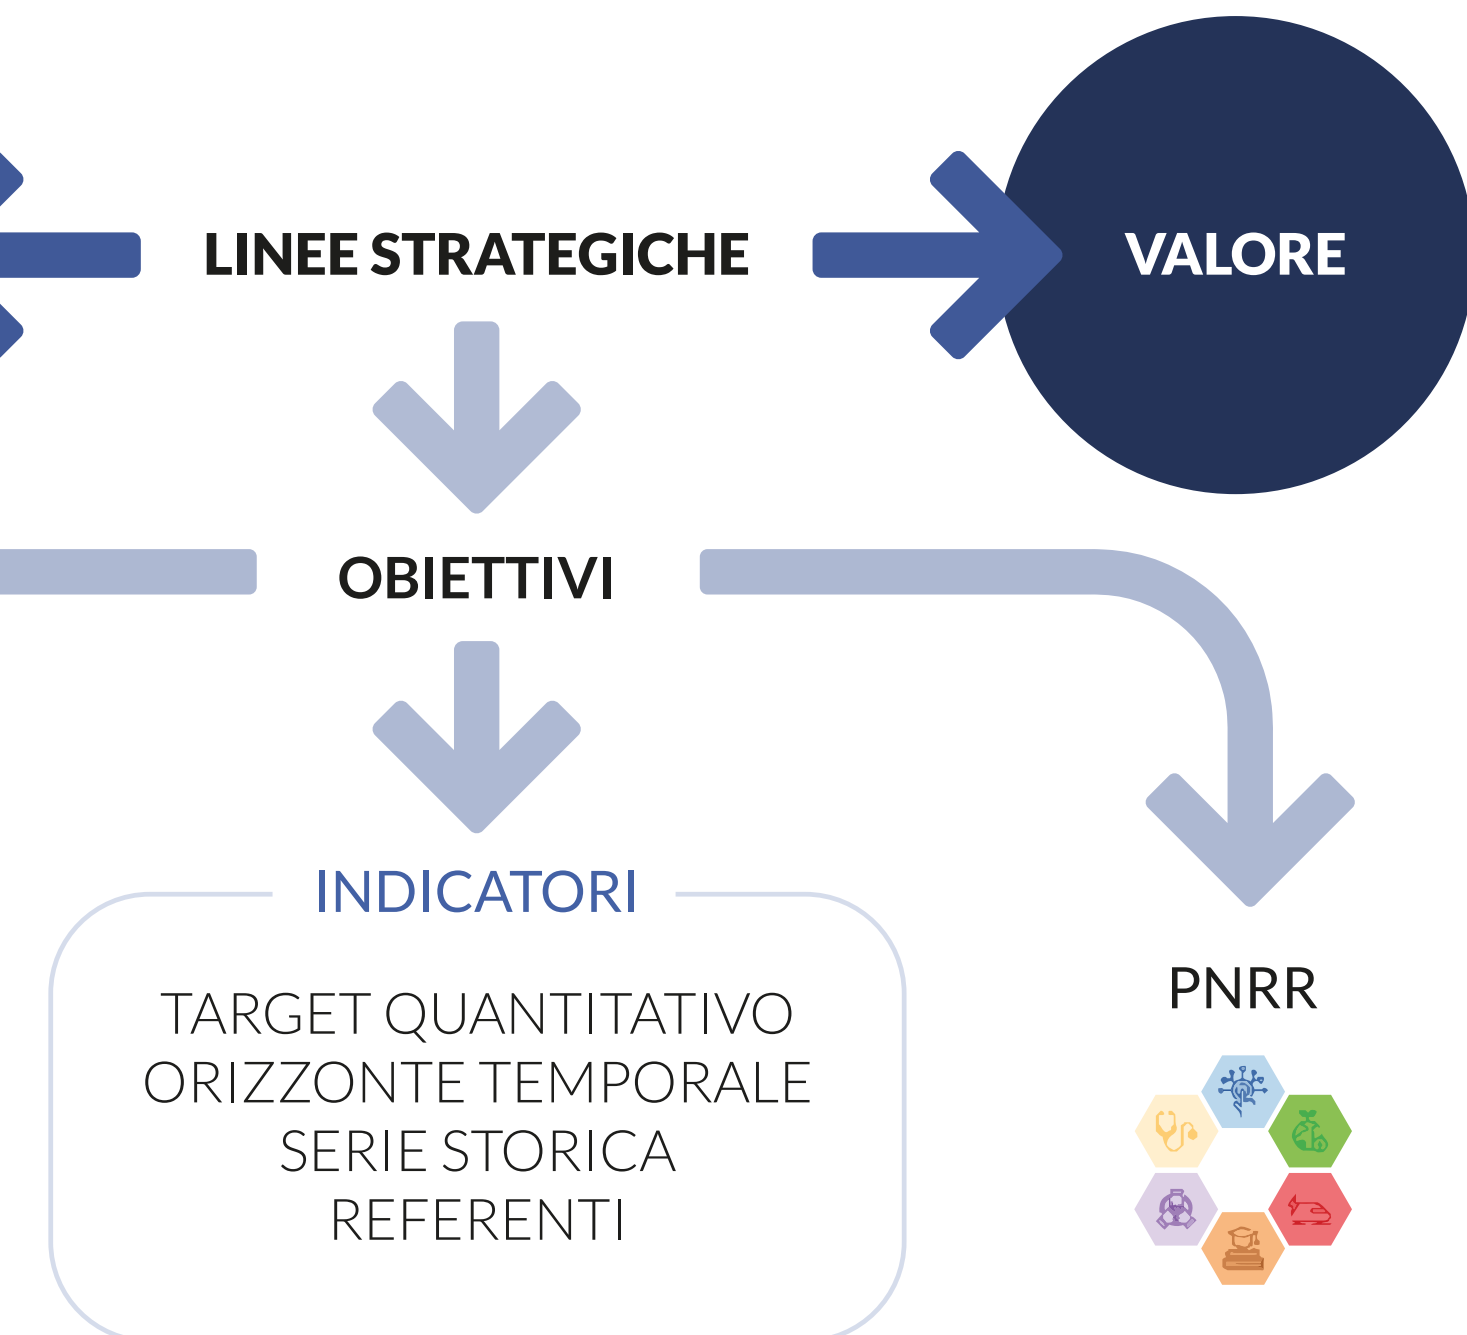 LINEE STRATEGICHE
VALORE
OBIETTIVI
INDICATORI
TARGET QUANTITATIVO
ORIZZONTE TEMPORALE
SERIE STORICA
REFERENTI
PNRR